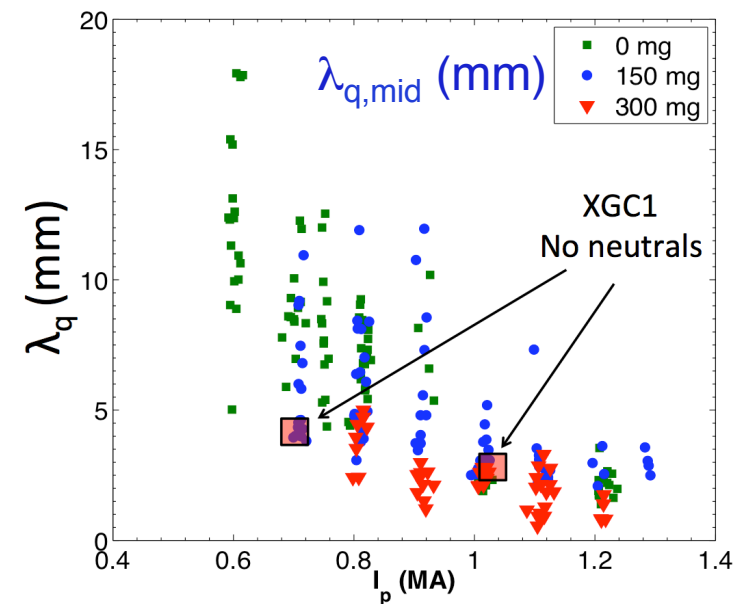 20
15
10
5
0
λq (mm)
λq,mid (mm)
0 mg
150 mg
300 mg
XGC1
No neutrals
0.4
0.6
0.8
1
1.2
1.4
Ip (MA)